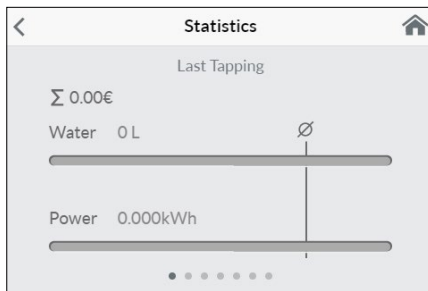 Statistics
Last Tapping
Σ 0.00€
Water 0 L Ø
Power 0.000kWh